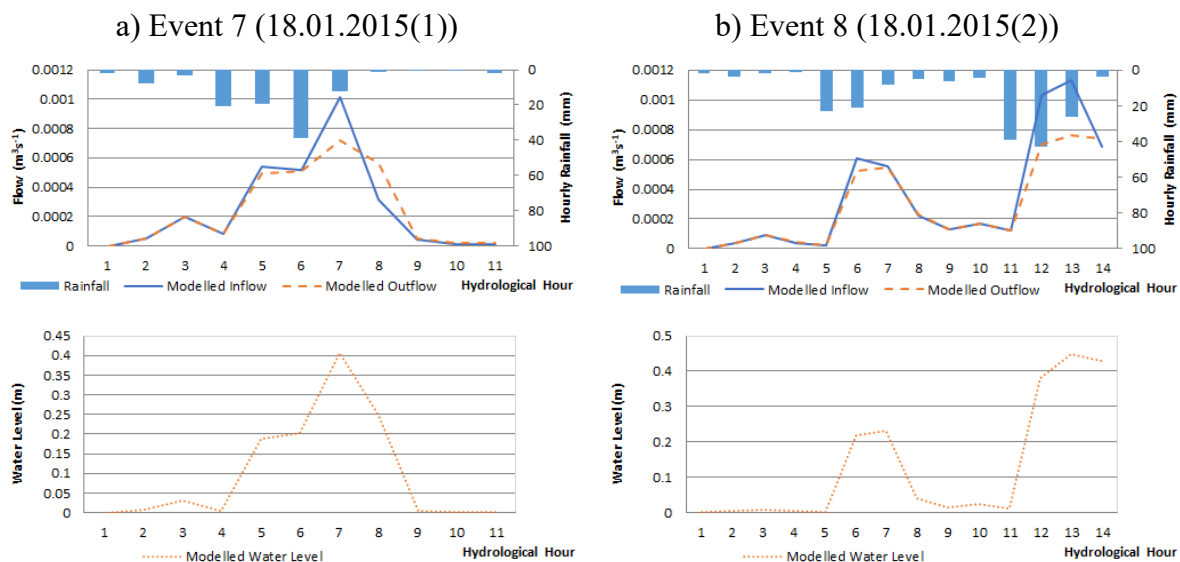 a) Event 7 (18.01.2015(1))
0.0012
0.001
0.0008
0.0006
0.0004
0.0002
0
Flow (m³s⁻¹)
0
20
40
60
80
100
Hourly Rainfall (mm)
1 2 3 4 5 6 7 8 9 10 11
Rainfall Modelled Inflow Modelled Outflow Hydrological Hour
0.45
0.4
0.35
0.3
0.25
0.2
0.15
0.1
0.05
0
Water Level (m)
1 2 3 4 5 6 7 8 9 10 11
Modelled Water Level Hydrological Hour
b) Event 8 (18.01.2015(2))
0.0012
0.001
0.0008
0.0006
0.0004
0.0002
0
Flow (m³s⁻¹)
0
20
40
60
80
100
Hourly Rainfall (mm)
1 2 3 4 5 6 7 8 9 10 11 12 13 14
Rainfall Modelled Inflow Modelled Outflow Hydrological Hour
0.5
0.4
0.3
0.2
0.1
0
Water Level (m)
1 2 3 4 5 6 7 8 9 10 11 12 13 14
Modelled Water Level Hydrological Hour